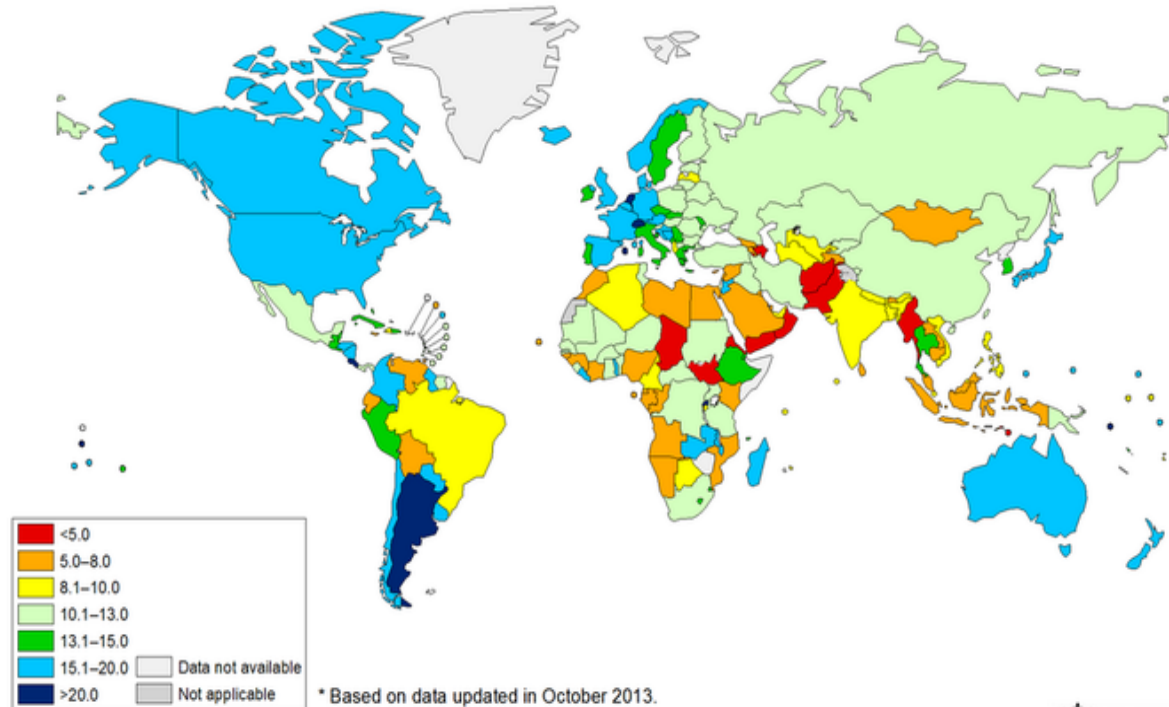 <5.0
5.0–8.0
8.1–10.0
10.1–13.0
13.1–15.0
15.1–20.0
>20.0
Data not available
Not applicable
* Based on data updated in October 2013.